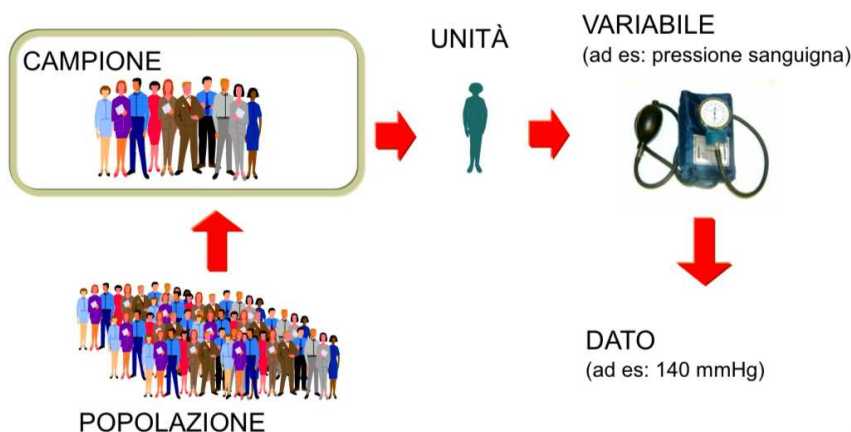 CAMPIONE
UNITÀ
VARIABILE
(ad es: pressione sanguigna)
DATO
(ad es: 140 mmHg)
POPOLAZIONE